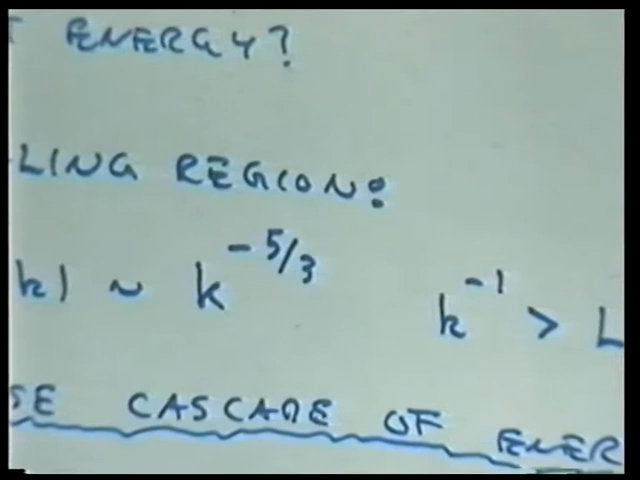 T ENERGY?
LING REGION:
k) ~ k^{-5/3} k^{-1} > L
SE CASCADE OF ENER